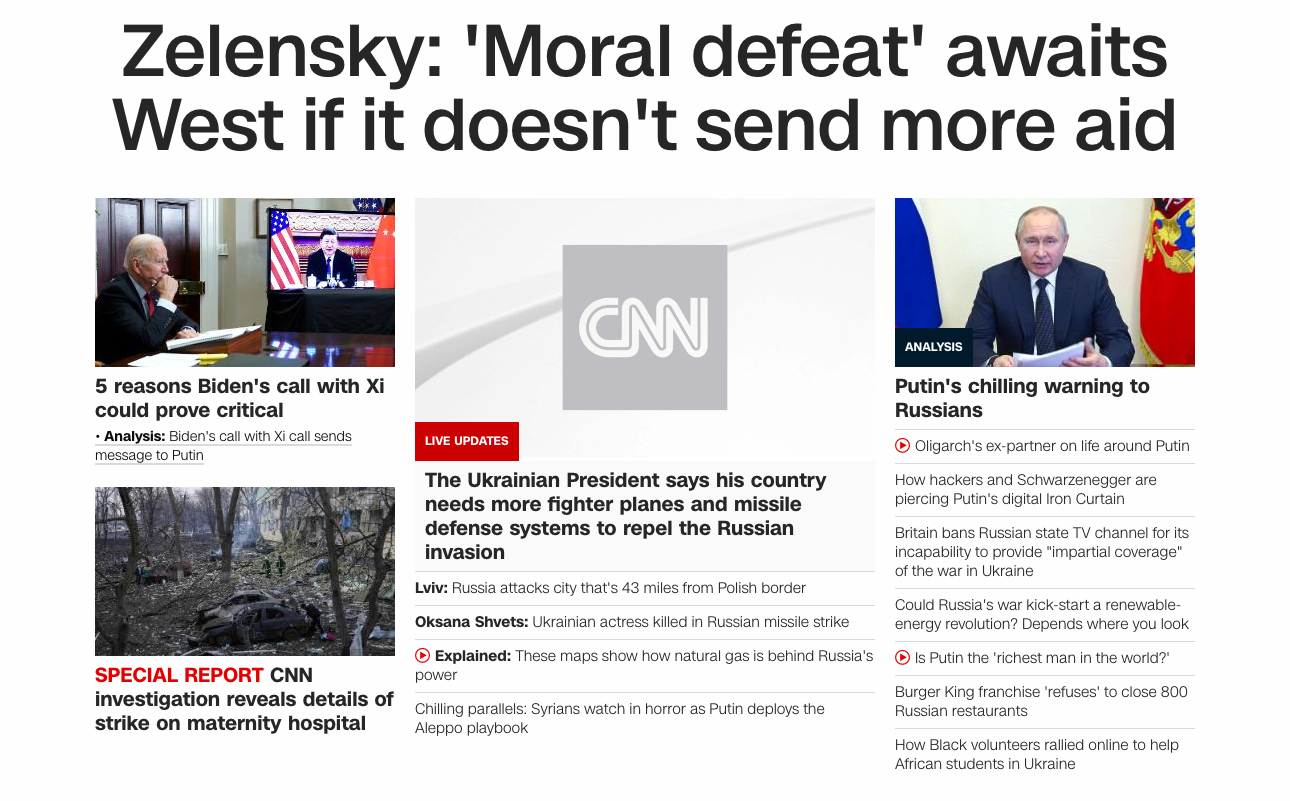 Zelensky: 'Moral defeat' awaits
West if it doesn't send more aid
5 reasons Biden's call with Xi
could prove critical
• Analysis: Biden's call with Xi call sends
message to Putin
SPECIAL REPORT CNN
investigation reveals details of
strike on maternity hospital
CNN
LIVE UPDATES
The Ukrainian President says his country
needs more fighter planes and missile
defense systems to repel the Russian
invasion
Lviv: Russia attacks city that's 43 miles from Polish border
Oksana Shvets: Ukrainian actress killed in Russian missile strike
Explained: These maps show how natural gas is behind Russia's
power
Chilling parallels: Syrians watch in horror as Putin deploys the
Aleppo playbook
ANALYSIS
Putin's chilling warning to
Russians
Oligarch's ex-partner on life around Putin
How hackers and Schwarzenegger are
piercing Putin's digital Iron Curtain
Britain bans Russian state TV channel for its
incapability to provide "impartial coverage"
of the war in Ukraine
Could Russia's war kick-start a renewable-
energy revolution? Depends where you look
Is Putin the 'richest man in the world?'
Burger King franchise 'refuses' to close 800
Russian restaurants
How Black volunteers rallied online to help
African students in Ukraine